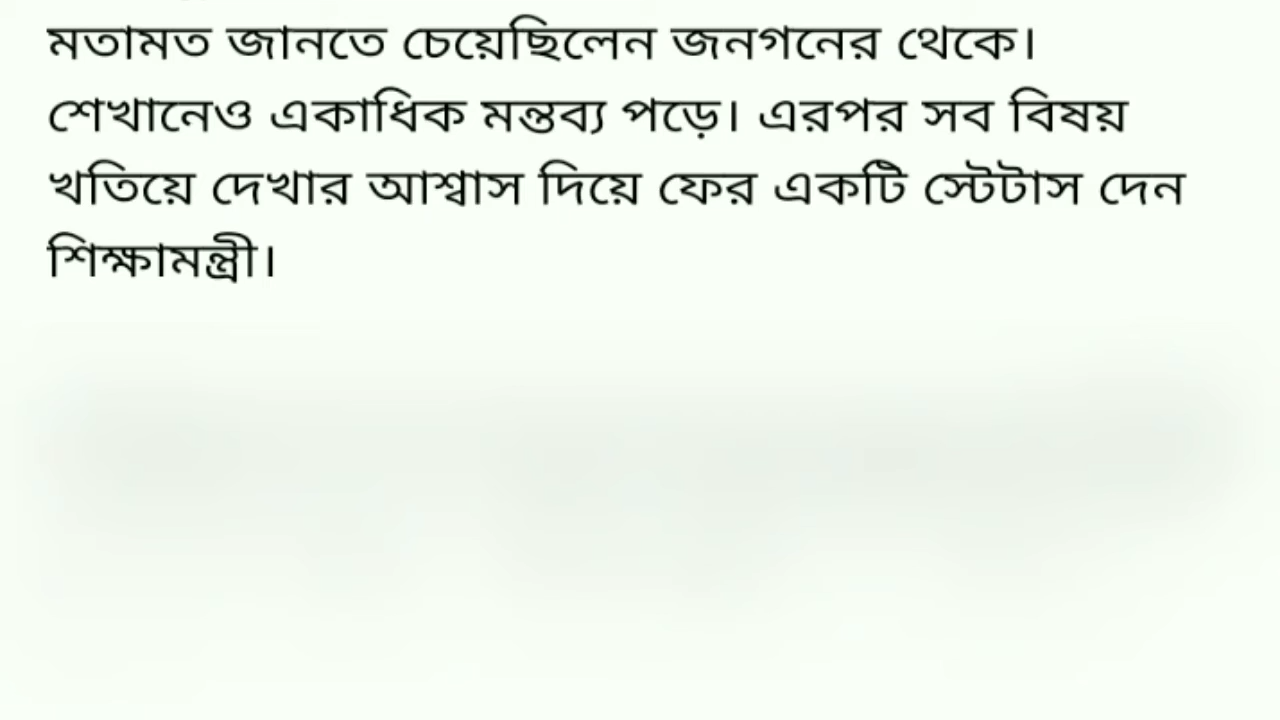 মতামত জানতে চেয়েছিলেন জনগনের থেকে।
শেখানেও একাধিক মন্তব্য পড়ে। এরপর সব বিষয়
খতিয়ে দেখার আশ্বাস দিয়ে ফের একটি স্টেটাস দেন
শিক্ষামন্ত্রী।